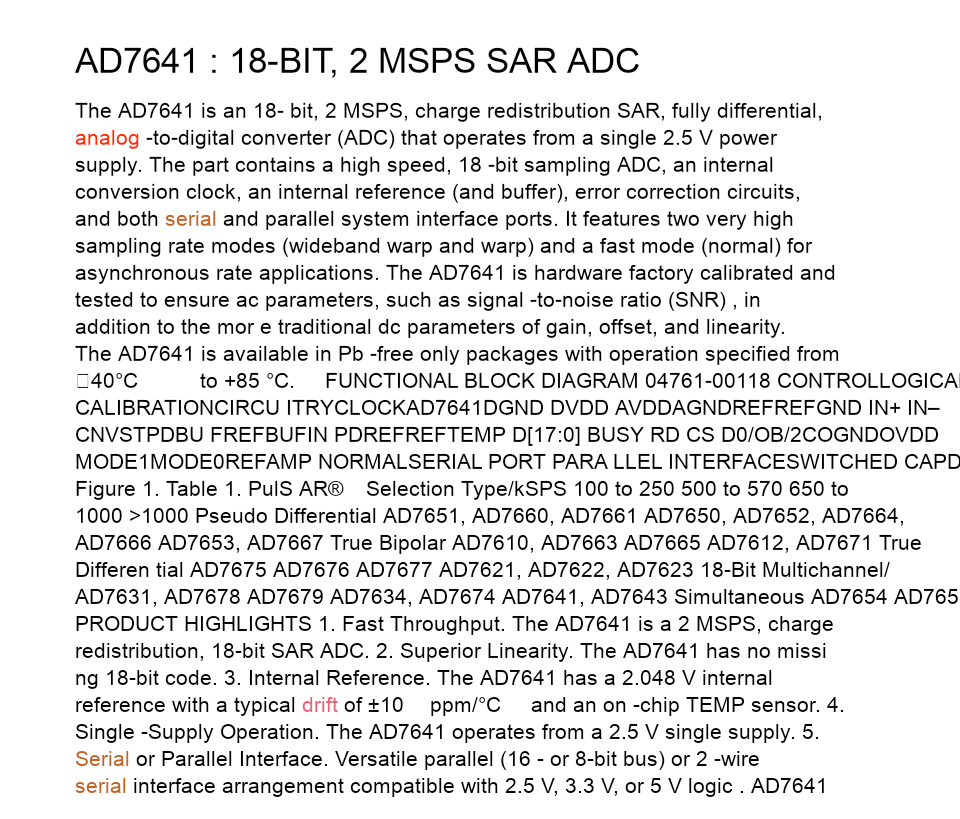 AD7641 : 18-BIT, 2 MSPS SAR ADC
The AD7641 is an 18- bit, 2 MSPS, charge redistribution SAR, fully differential,
analog -to-digital converter (ADC) that operates from a single 2.5 V power
supply. The part contains a high speed, 18 -bit sampling ADC, an internal
conversion clock, an internal reference (and buffer), error correction circuits,
and both serial and parallel system interface ports. It features two very high
sampling rate modes (wideband warp and warp) and a fast mode (normal) for
asynchronous rate applications. The AD7641 is hardware factory calibrated and
tested to ensure ac parameters, such as signal -to-noise ratio (SNR) , in
addition to the mor e traditional dc parameters of gain, offset, and linearity.
The AD7641 is available in Pb -free only packages with operation specified from
40°C to +85 °C. FUNCTIONAL BLOCK DIAGRAM 04761-00118 CONTROLLOGICA
CALIBRATIONCIRCU ITRYCLOCKAD7641DGND DVDD AVDDAGNDREFREFGND IN+ IN–
CNVSTPDBU FREFBUFIN PDREFREFTEMP D[17:0] BUSY RD CS D0/OB/2COGNDOVDD
MODE1MODE0REFAMP NORMALSERIAL PORT PARA LLEL INTERFACESWITCHED CAPD
Figure 1. Table 1. PulS AR® Selection Type/kSPS 100 to 250 500 to 570 650 to
1000 >1000 Pseudo Differential AD7651, AD7660, AD7661 AD7650, AD7652, AD7664,
AD7666 AD7653, AD7667 True Bipolar AD7610, AD7663 AD7665 AD7612, AD7671 True
Differen tial AD7675 AD7676 AD7677 AD7621, AD7622, AD7623 18-Bit Multichannel/
AD7631, AD7678 AD7679 AD7634, AD7674 AD7641, AD7643 Simultaneous AD7654 AD765
PRODUCT HIGHLIGHTS 1. Fast Throughput. The AD7641 is a 2 MSPS, charge
redistribution, 18-bit SAR ADC. 2. Superior Linearity. The AD7641 has no missi
ng 18-bit code. 3. Internal Reference. The AD7641 has a 2.048 V internal
reference with a typical drift of ±10 ppm/°C and an on -chip TEMP sensor. 4.
Single -Supply Operation. The AD7641 operates from a 2.5 V single supply. 5.
Serial or Parallel Interface. Versatile parallel (16 - or 8-bit bus) or 2 -wire
serial interface arrangement compatible with 2.5 V, 3.3 V, or 5 V logic . AD7641